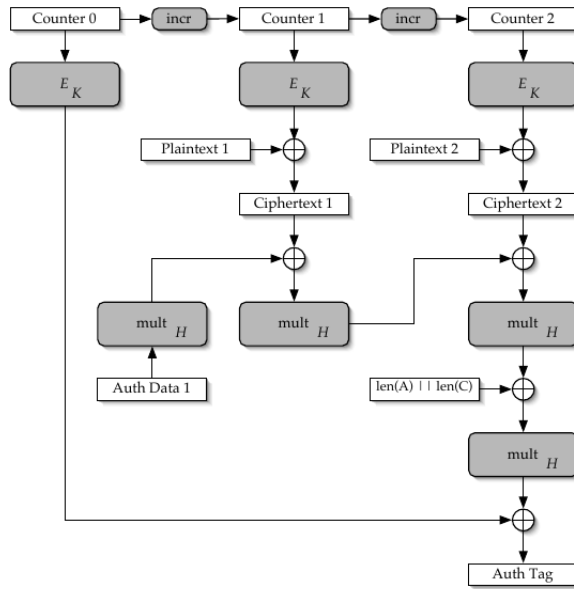 Counter 0
incr
Counter 1
incr
Counter 2
E K
E K
E K
Plaintext 1
Plaintext 2
Ciphertext 1
Ciphertext 2
mult H
mult H
mult H
Auth Data 1
len(A) || len(C)
mult H
Auth Tag